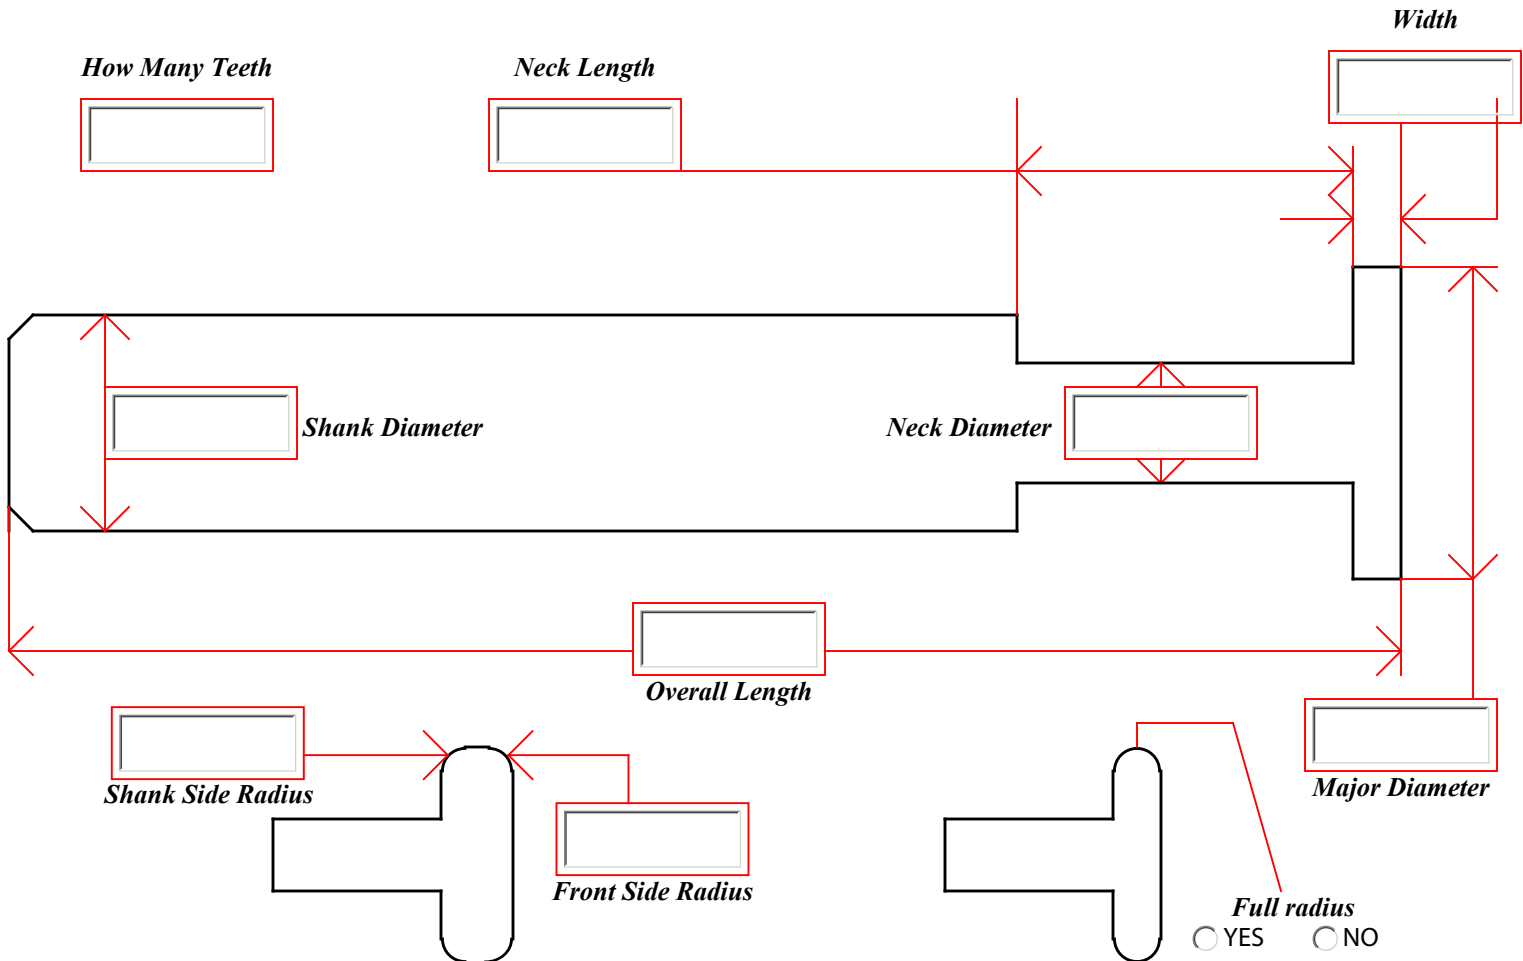 Width
How Many Teeth
Neck Length
Shank Diameter
Neck Diameter
Overall Length
Shank Side Radius
Major Diameter
Front Side Radius
Full radius
YES NO